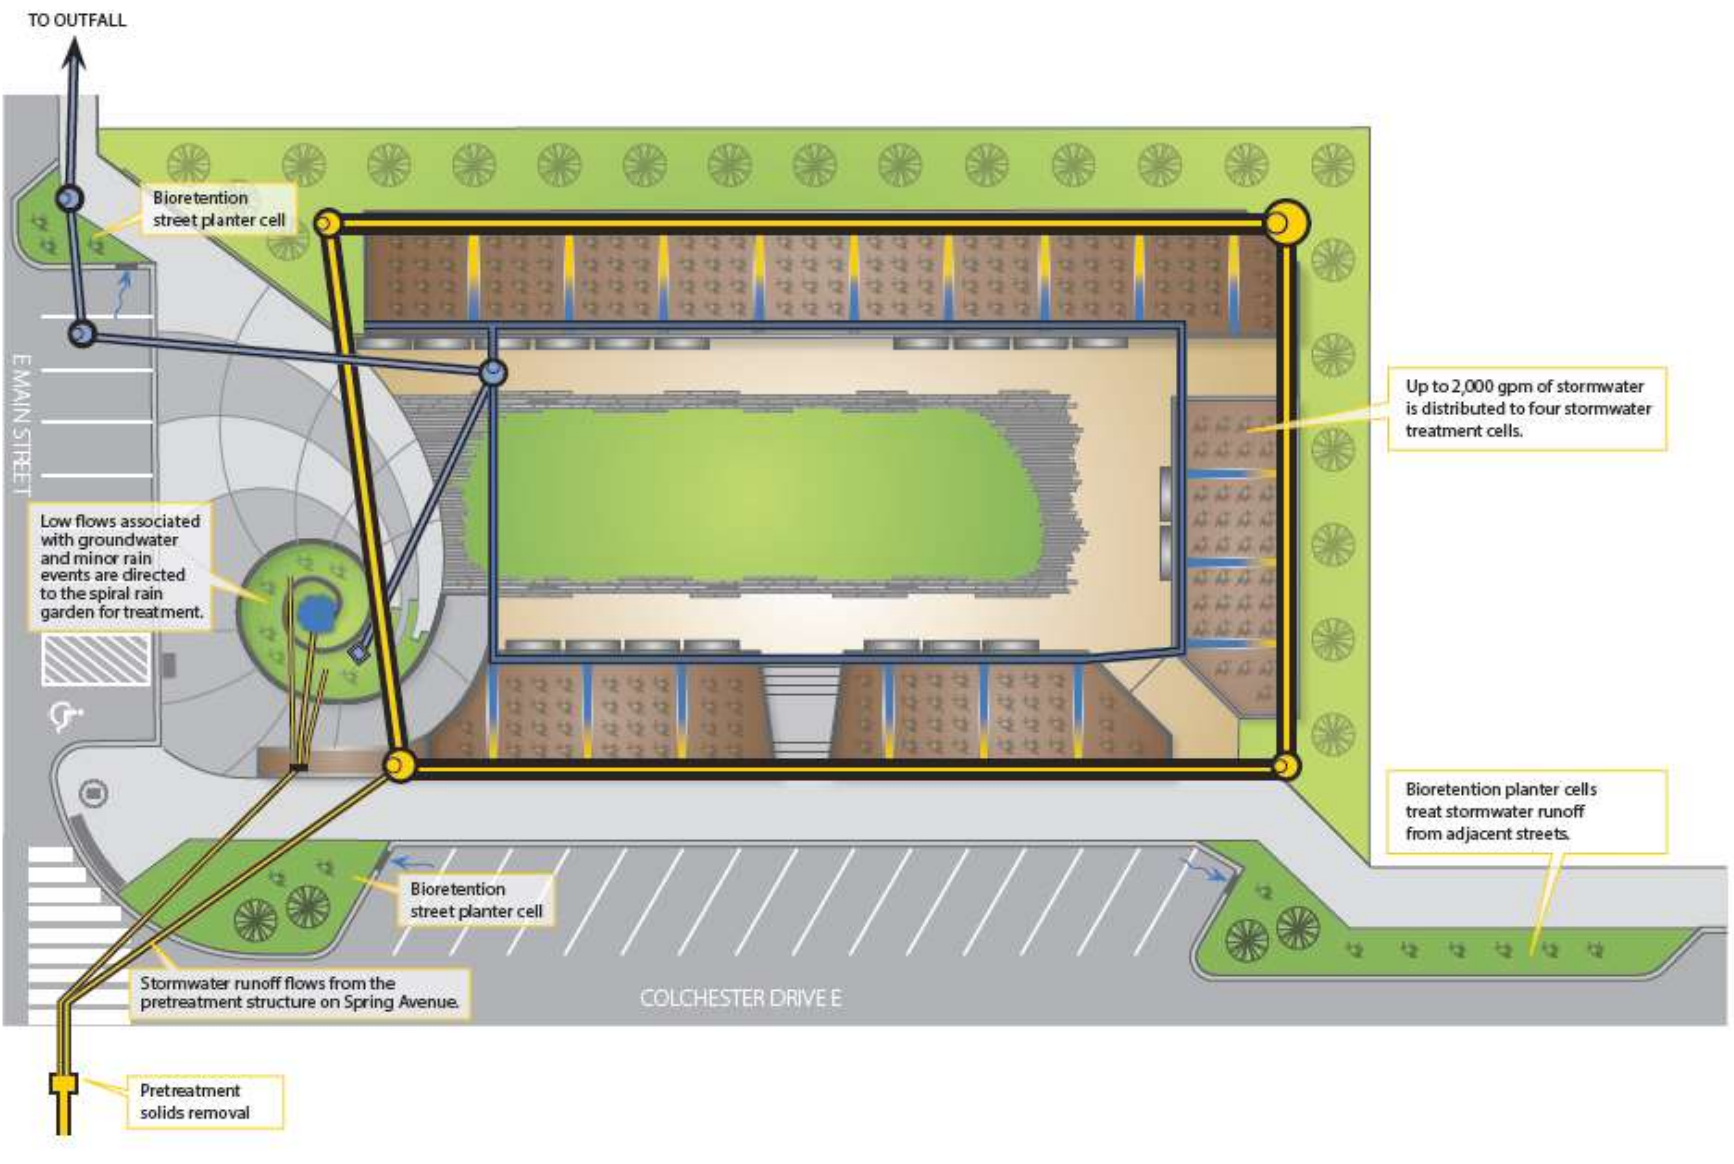 TO OUTFALL
Bioretention
street planter cell
E MAIN STREET
Up to 2,000 gpm of stormwater
is distributed to four stormwater
treatment cells.
Low flows associated
with groundwater
and minor rain
events are directed
to the spiral rain
garden for treatment.
Bioretention planter cells
treat stormwater runoff
from adjacent streets.
Bioretention
street planter cell
Stormwater runoff flows from the
pretreatment structure on Spring Avenue.
COLCHESTER DRIVE E
Pretreatment
solids removal